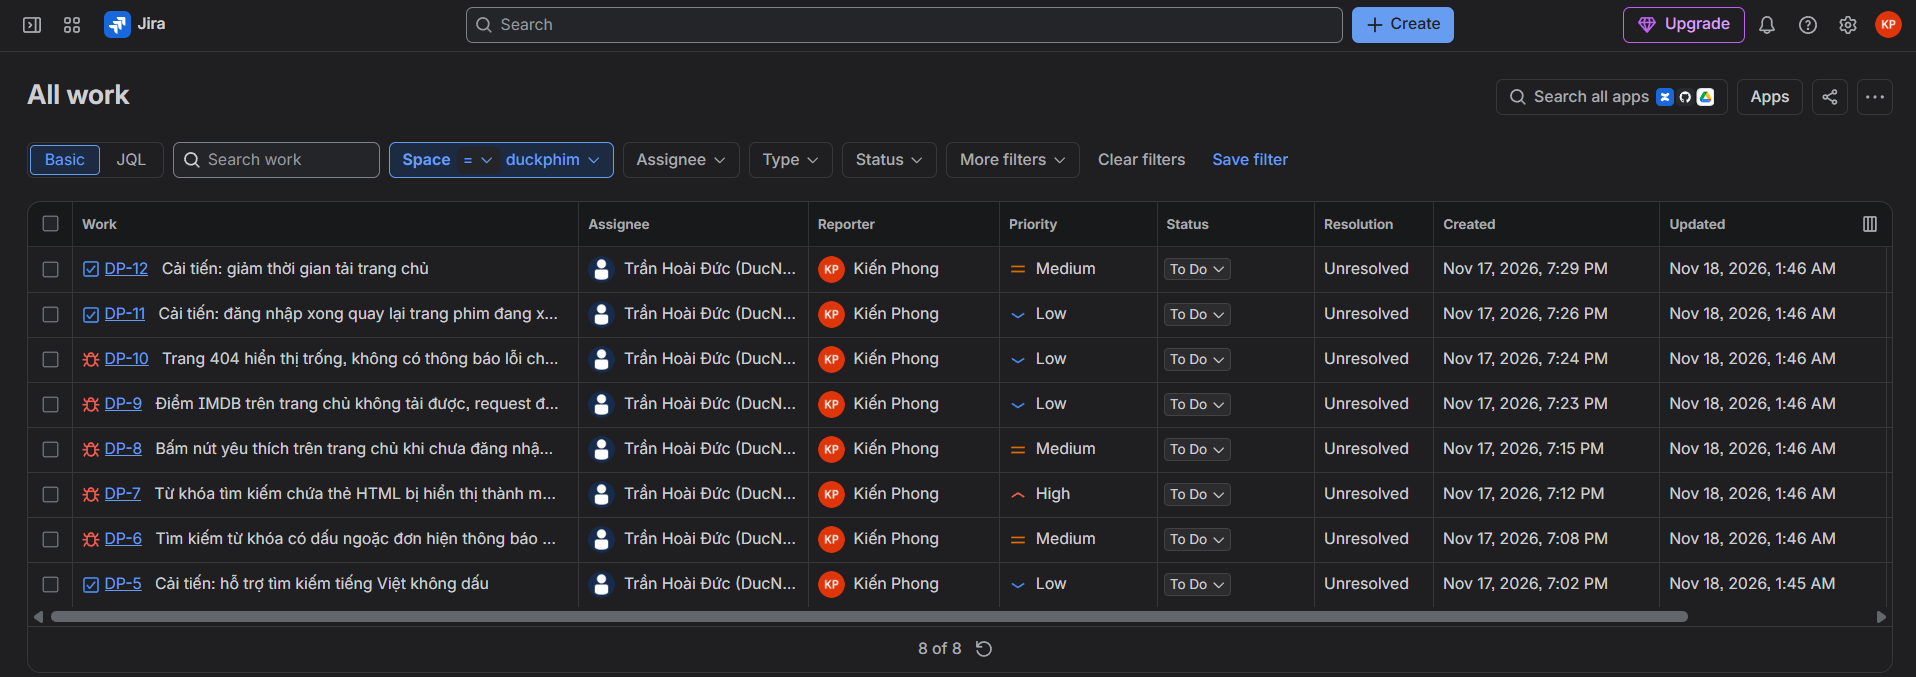 Jira
Search
+ Create
Upgrade
KP
All work
Search all apps
Apps
Basic
JQL
Search work
Space = duckphim
Assignee
Type
Status
More filters
Clear filters
Save filter
Work Assignee Reporter Priority Status Resolution Created Updated
DP-12 Cải tiến: giảm thời gian tải trang chủ Trần Hoài Đức (DucN... KP Kiến Phong Medium To Do Unresolved Nov 17, 2026, 7:29 PM Nov 18, 2026, 1:46 AM
DP-11 Cải tiến: đăng nhập xong quay lại trang phim đang x... Trần Hoài Đức (DucN... KP Kiến Phong Low To Do Unresolved Nov 17, 2026, 7:26 PM Nov 18, 2026, 1:46 AM
DP-10 Trang 404 hiển thị trống, không có thông báo lỗi ch... Trần Hoài Đức (DucN... KP Kiến Phong Low To Do Unresolved Nov 17, 2026, 7:24 PM Nov 18, 2026, 1:46 AM
DP-9 Điểm IMDB trên trang chủ không tải được, request đ... Trần Hoài Đức (DucN... KP Kiến Phong Low To Do Unresolved Nov 17, 2026, 7:23 PM Nov 18, 2026, 1:46 AM
DP-8 Bấm nút yêu thích trên trang chủ khi chưa đăng nhậ... Trần Hoài Đức (DucN... KP Kiến Phong Medium To Do Unresolved Nov 17, 2026, 7:15 PM Nov 18, 2026, 1:46 AM
DP-7 Từ khóa tìm kiếm chứa thẻ HTML bị hiển thị thành m... Trần Hoài Đức (DucN... KP Kiến Phong High To Do Unresolved Nov 17, 2026, 7:12 PM Nov 18, 2026, 1:46 AM
DP-6 Tìm kiếm từ khóa có dấu ngoặc đơn hiện thông báo ... Trần Hoài Đức (DucN... KP Kiến Phong Medium To Do Unresolved Nov 17, 2026, 7:08 PM Nov 18, 2026, 1:46 AM
DP-5 Cải tiến: hỗ trợ tìm kiếm tiếng Việt không dấu Trần Hoài Đức (DucN... KP Kiến Phong Low To Do Unresolved Nov 17, 2026, 7:02 PM Nov 18, 2026, 1:45 AM
8 of 8